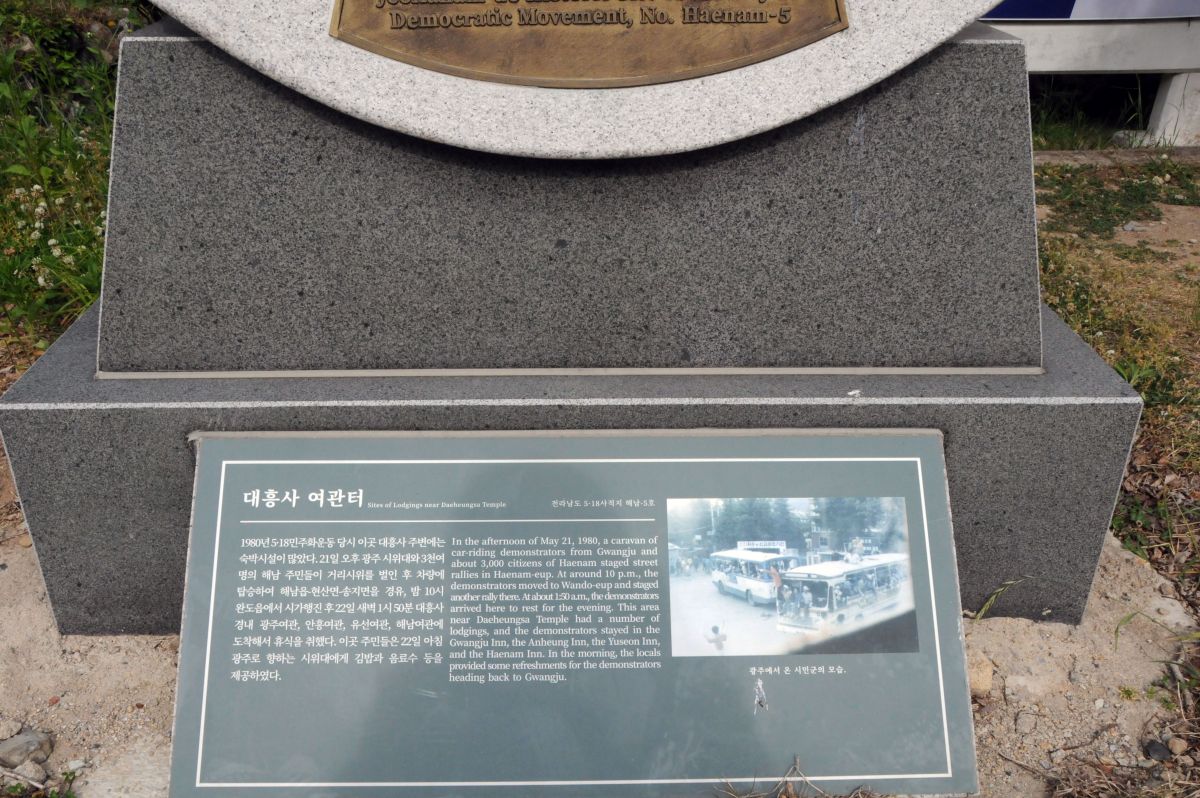 Democratic Movement, No. Haenam-5
대흥사 여관터 Sites of Lodgings near Daeheungsa Temple 전라남도 5·18사적지 해남-5호
1980년 5·18민주화운동 당시 이곳 대흥사 주변에는
숙박시설이 많았다. 21일 오후 광주 시위대와 3천여
명의 해남 주민들이 거리시위를 벌인 후 차량에
탑승하여 해남읍·현산면·송지면을 경유, 밤 10시
완도읍에서 시가행진 후 22일 새벽 1시 50분 대흥사
경내 광주여관, 안흥여관, 유선여관, 해남여관에
도착해서 휴식을 취했다. 이곳 주민들은 22일 아침
광주로 향하는 시위대에게 김밥과 음료수 등을
제공하였다.
In the afternoon of May 21, 1980, a caravan of
car-riding demonstrators from Gwangju and
about 3,000 citizens of Haenam staged street
rallies in Haenam-eup. At around 10 p.m., the
demonstrators moved to Wando-eup and staged
another rally there. At about 1:50 a.m., the demonstrators
arrived here to rest for the evening. This area
near Daeheungsa Temple had a number of
lodgings, and the demonstrators stayed in the
Gwangju Inn, the Anheung Inn, the Yuseon Inn,
and the Haenam Inn. In the morning, the locals
provided some refreshments for the demonstrators
heading back to Gwangju.
광주에서 온 시민군의 모습.